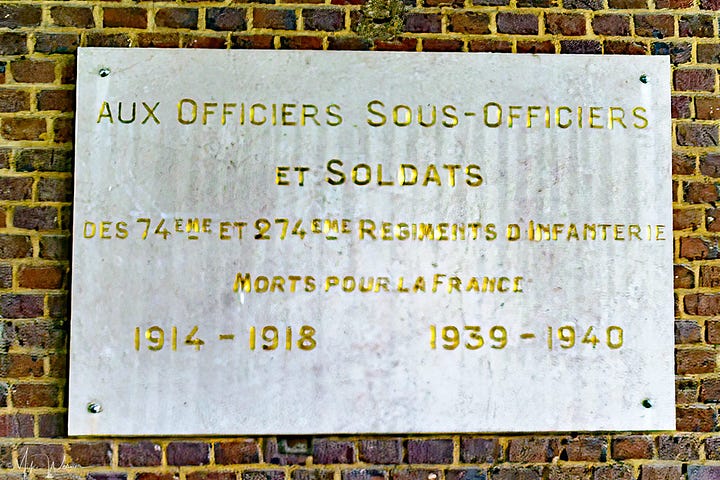 AUX OFFICIERS SOUS-OFFICIERS
ET SOLDATS
DES 74EME ET 274EME REGIMENTS D'INFANTERIE
MORTS POUR LA FRANCE
1914 - 1918 1939 - 1940